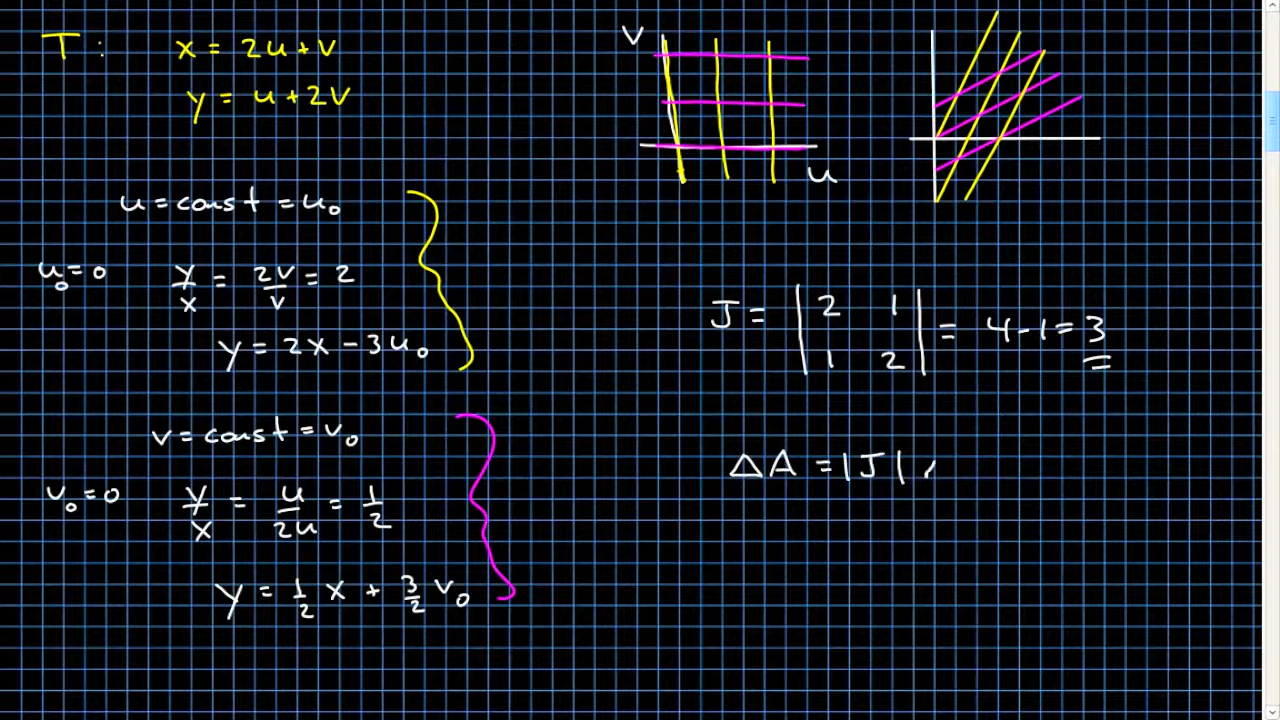 T : x = 2u + v
y = u + 2v
u = const = u₀
u₀ = 0 y/x = 2v/v = 2
y = 2x - 3u₀
v = const = v₀
v₀ = 0 y/x = u/2u = 1/2
y = 1/2 x + 3/2 v₀
v
u
J = | 2 1 | = 4 - 1 = 3
| 1 2 |
ΔA = |J|